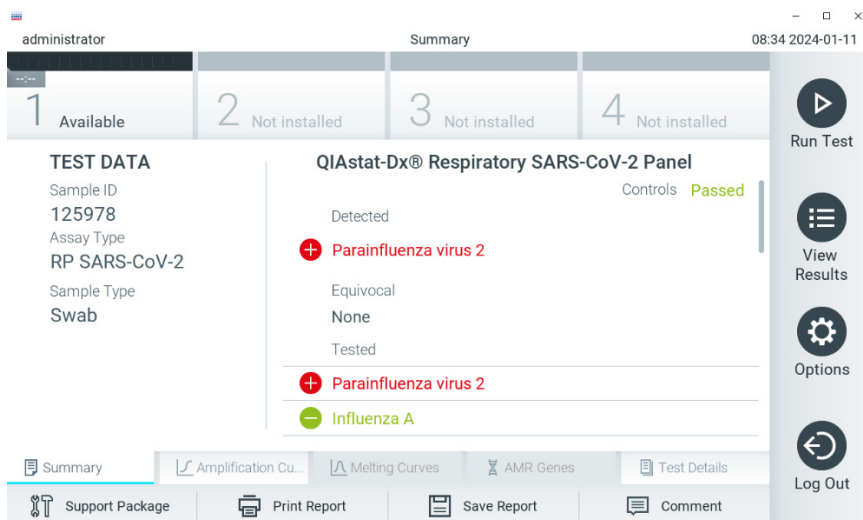 administrator
Summary
08:34 2024-01-11
--:--
1 Available
2 Not installed
3 Not installed
4 Not installed
Run Test
TEST DATA
Sample ID
125978
Assay Type
RP SARS-CoV-2
Sample Type
Swab
QIAstat-Dx® Respiratory SARS-CoV-2 Panel
Controls Passed
Detected
Parainfluenza virus 2
Equivocal
None
Tested
Parainfluenza virus 2
Influenza A
View
Results
Options
Log Out
Summary
Amplification Cu...
Melting Curves
AMR Genes
Test Details
Support Package
Print Report
Save Report
Comment